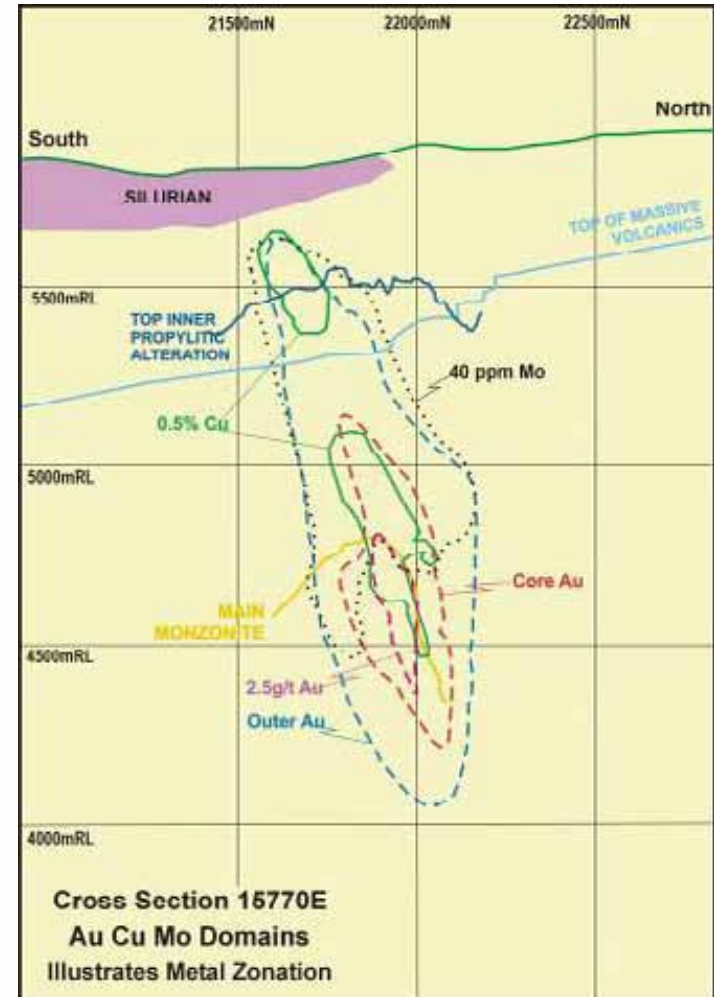 21500mN
22000mN
22500mN
North
South
SILURIAN
TOP OF MASSIVE
VOLCANICS
5500mRL
TOP INNER
PROPYLITIC
ALTERATION
40 ppm Mo
0.5% Cu
5000mRL
Core Au
MAIN
MONZONITE
4500mRL
2.5g/t Au
Outer Au
4000mRL
Cross Section 15770E
Au Cu Mo Domains
Illustrates Metal Zonation